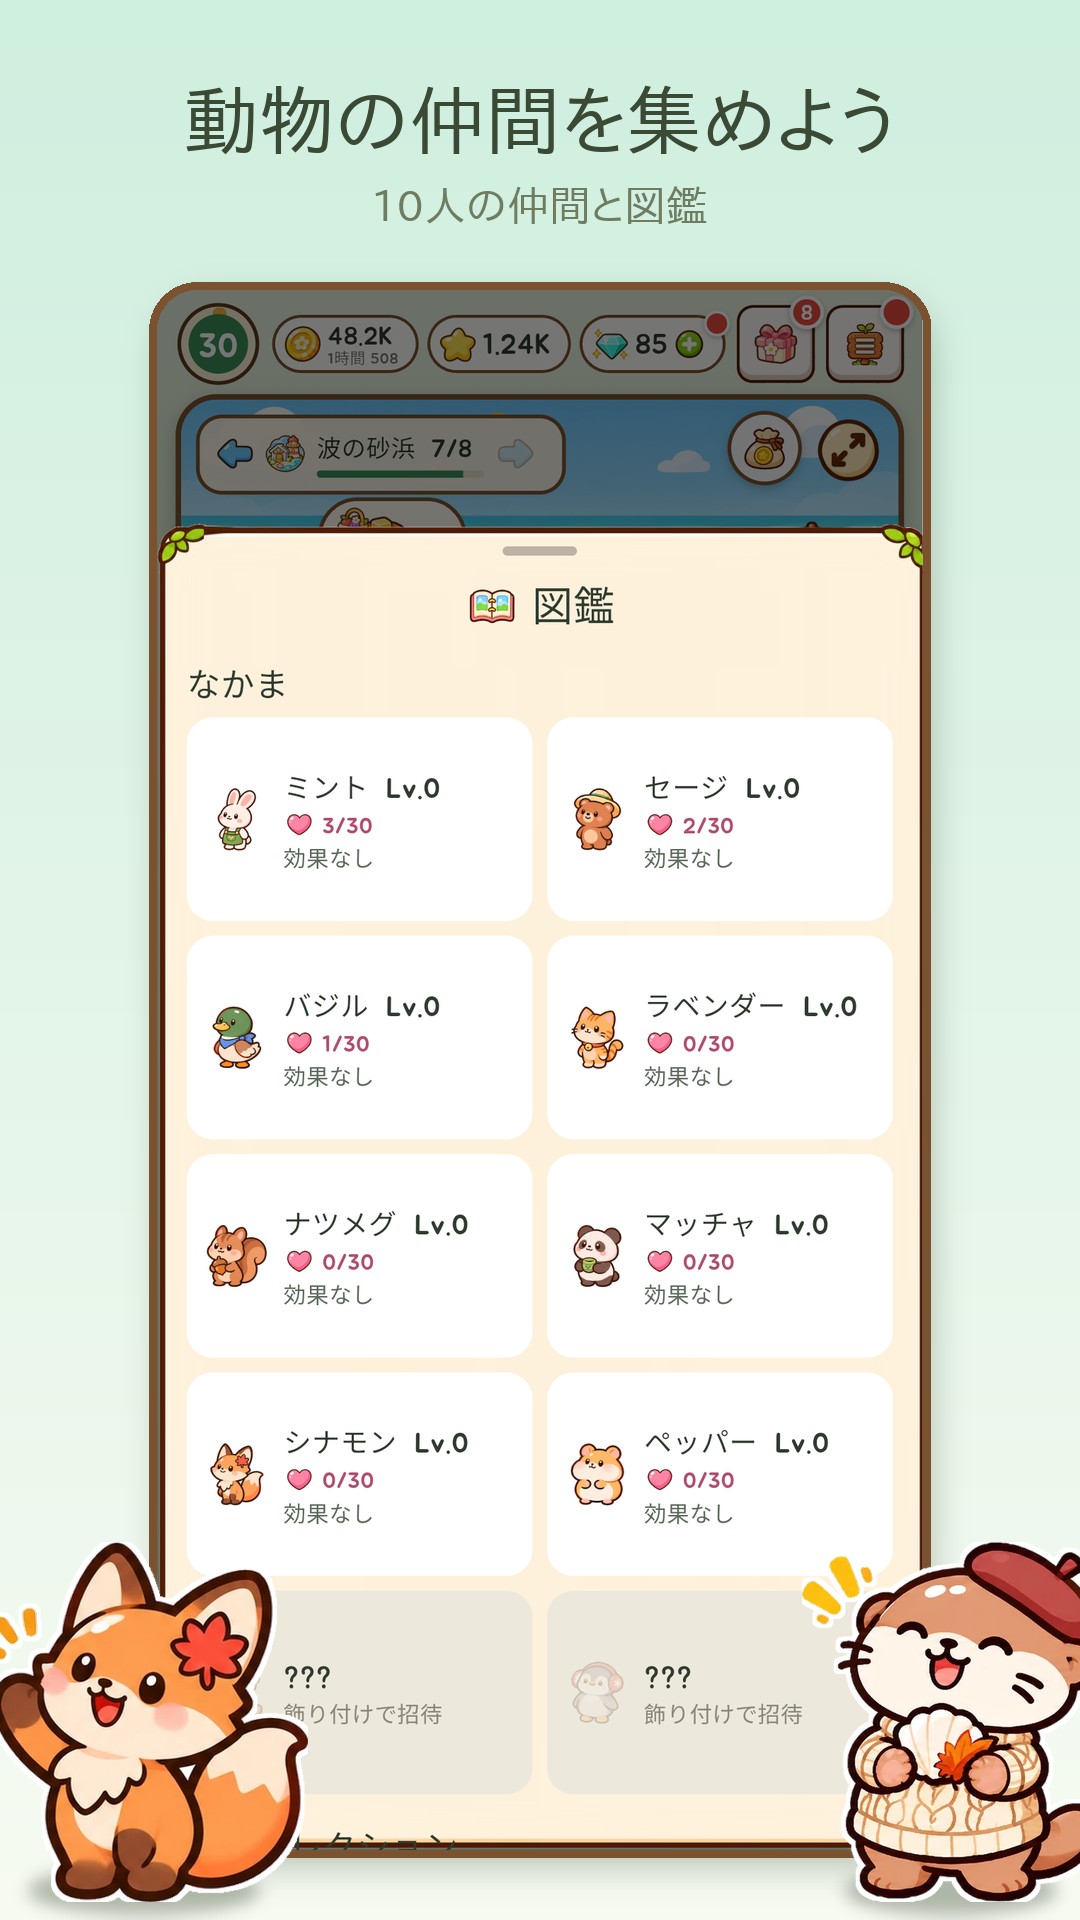 動物の仲間を集めよう
10人の仲間と図鑑
30
48.2K
1時間 508
1.24K
85
8
波の砂浜 7/8
図鑑
なかま
ミント Lv.0
3/30
効果なし
セージ Lv.0
2/30
効果なし
バジル Lv.0
1/30
効果なし
ラベンダー Lv.0
0/30
効果なし
ナツメグ Lv.0
0/30
効果なし
マッチャ Lv.0
0/30
効果なし
シナモン Lv.0
0/30
効果なし
ペッパー Lv.0
0/30
効果なし
???
飾り付けで招待
???
飾り付けで招待